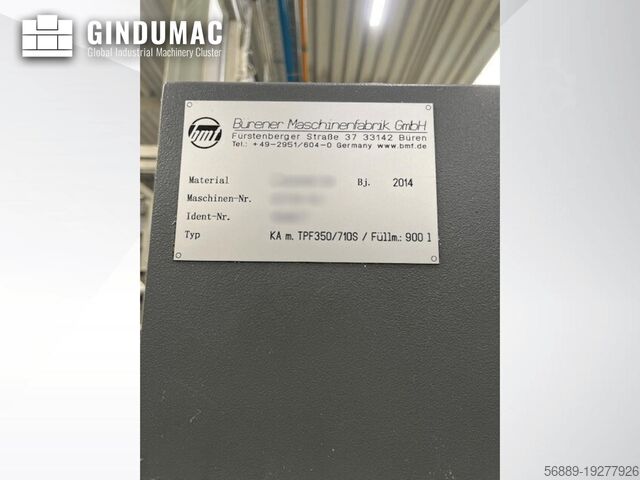 GINDUMAC
Global Industrial Machinery Cluster
bmf
Bürener Maschinenfabrik GmbH
Furstenberger Straße 37 33142 Büren
Tel.: +49-2951/604-0 Germany www.bmf.de
Material Bj. 2014
Maschinen-Nr.
Ident-Nr.
Typ KA m. TPF350/710S / Füllm.: 900 l
56889-19277926